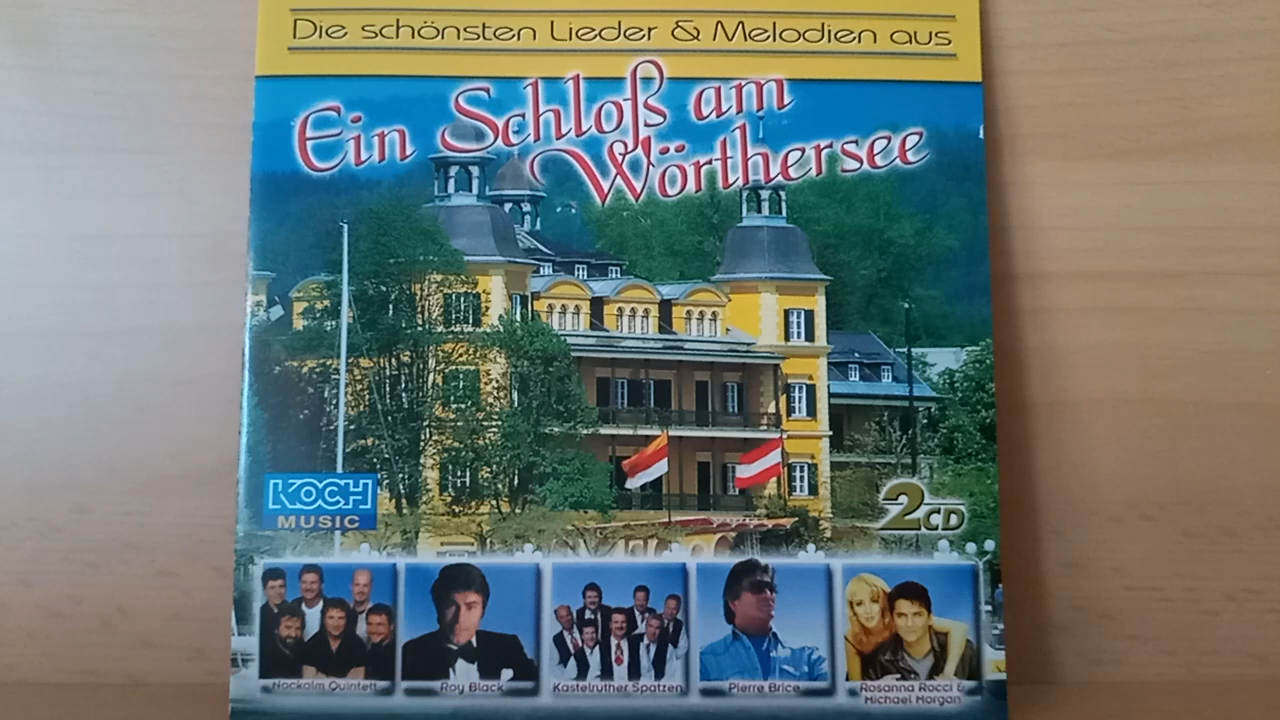 Die schönsten Lieder & Melodien aus
Ein Schloß am
Wörthersee
KOCH
MUSIC
2CD
Nockalm Quintett
Roy Black
Kastelruther Spatzen
Pierre Brice
Rosanna Rocci &
Michael Morgan